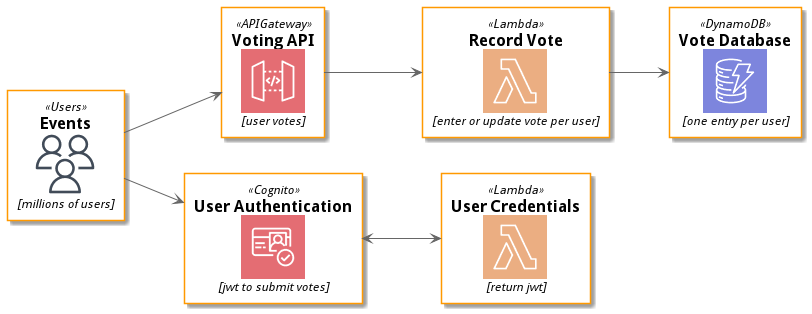 «Users»
Events
[millions of users]
«APIGateway»
Voting API
</>
[user votes]
«Lambda»
Record Vote
[enter or update vote per user]
«DynamoDB»
Vote Database
[one entry per user]
«Cognito»
User Authentication
[jwt to submit votes]
«Lambda»
User Credentials
[return jwt]